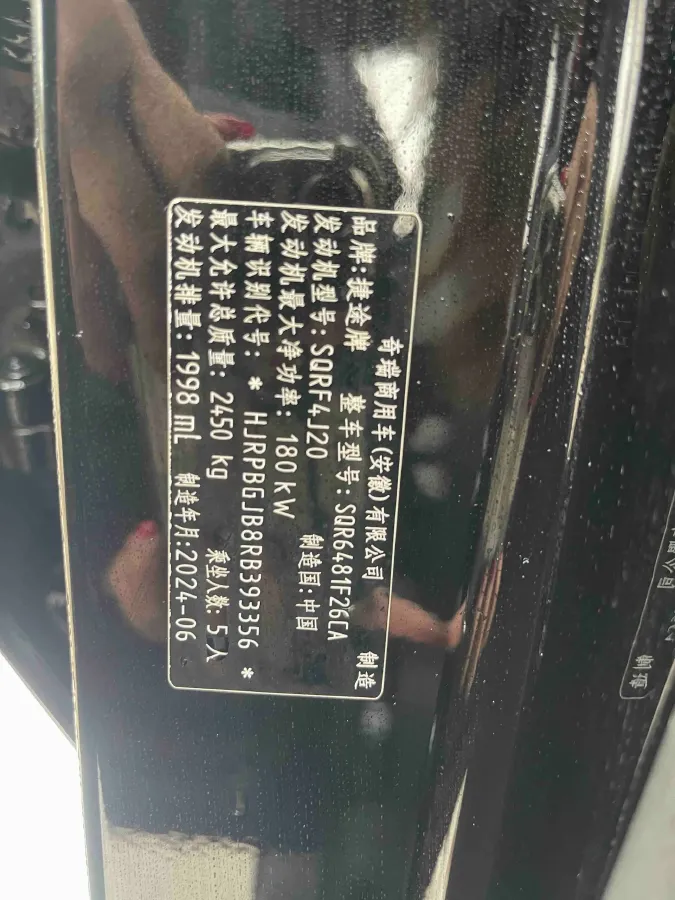 奇瑞商用车(安徽)有限公司 制造
品牌:捷途牌 整车型号:SQR6481F26CA
发动机型号:SQRF4J20 制造国:中国
发动机最大净功率: 180 kW
车辆识别代号: * HJRPBGJB8RB393356 *
最大允许总质量: 2450 kg 乘坐人数: 5 人
发动机排量: 1998 mL 制造年月:2024-06
制造